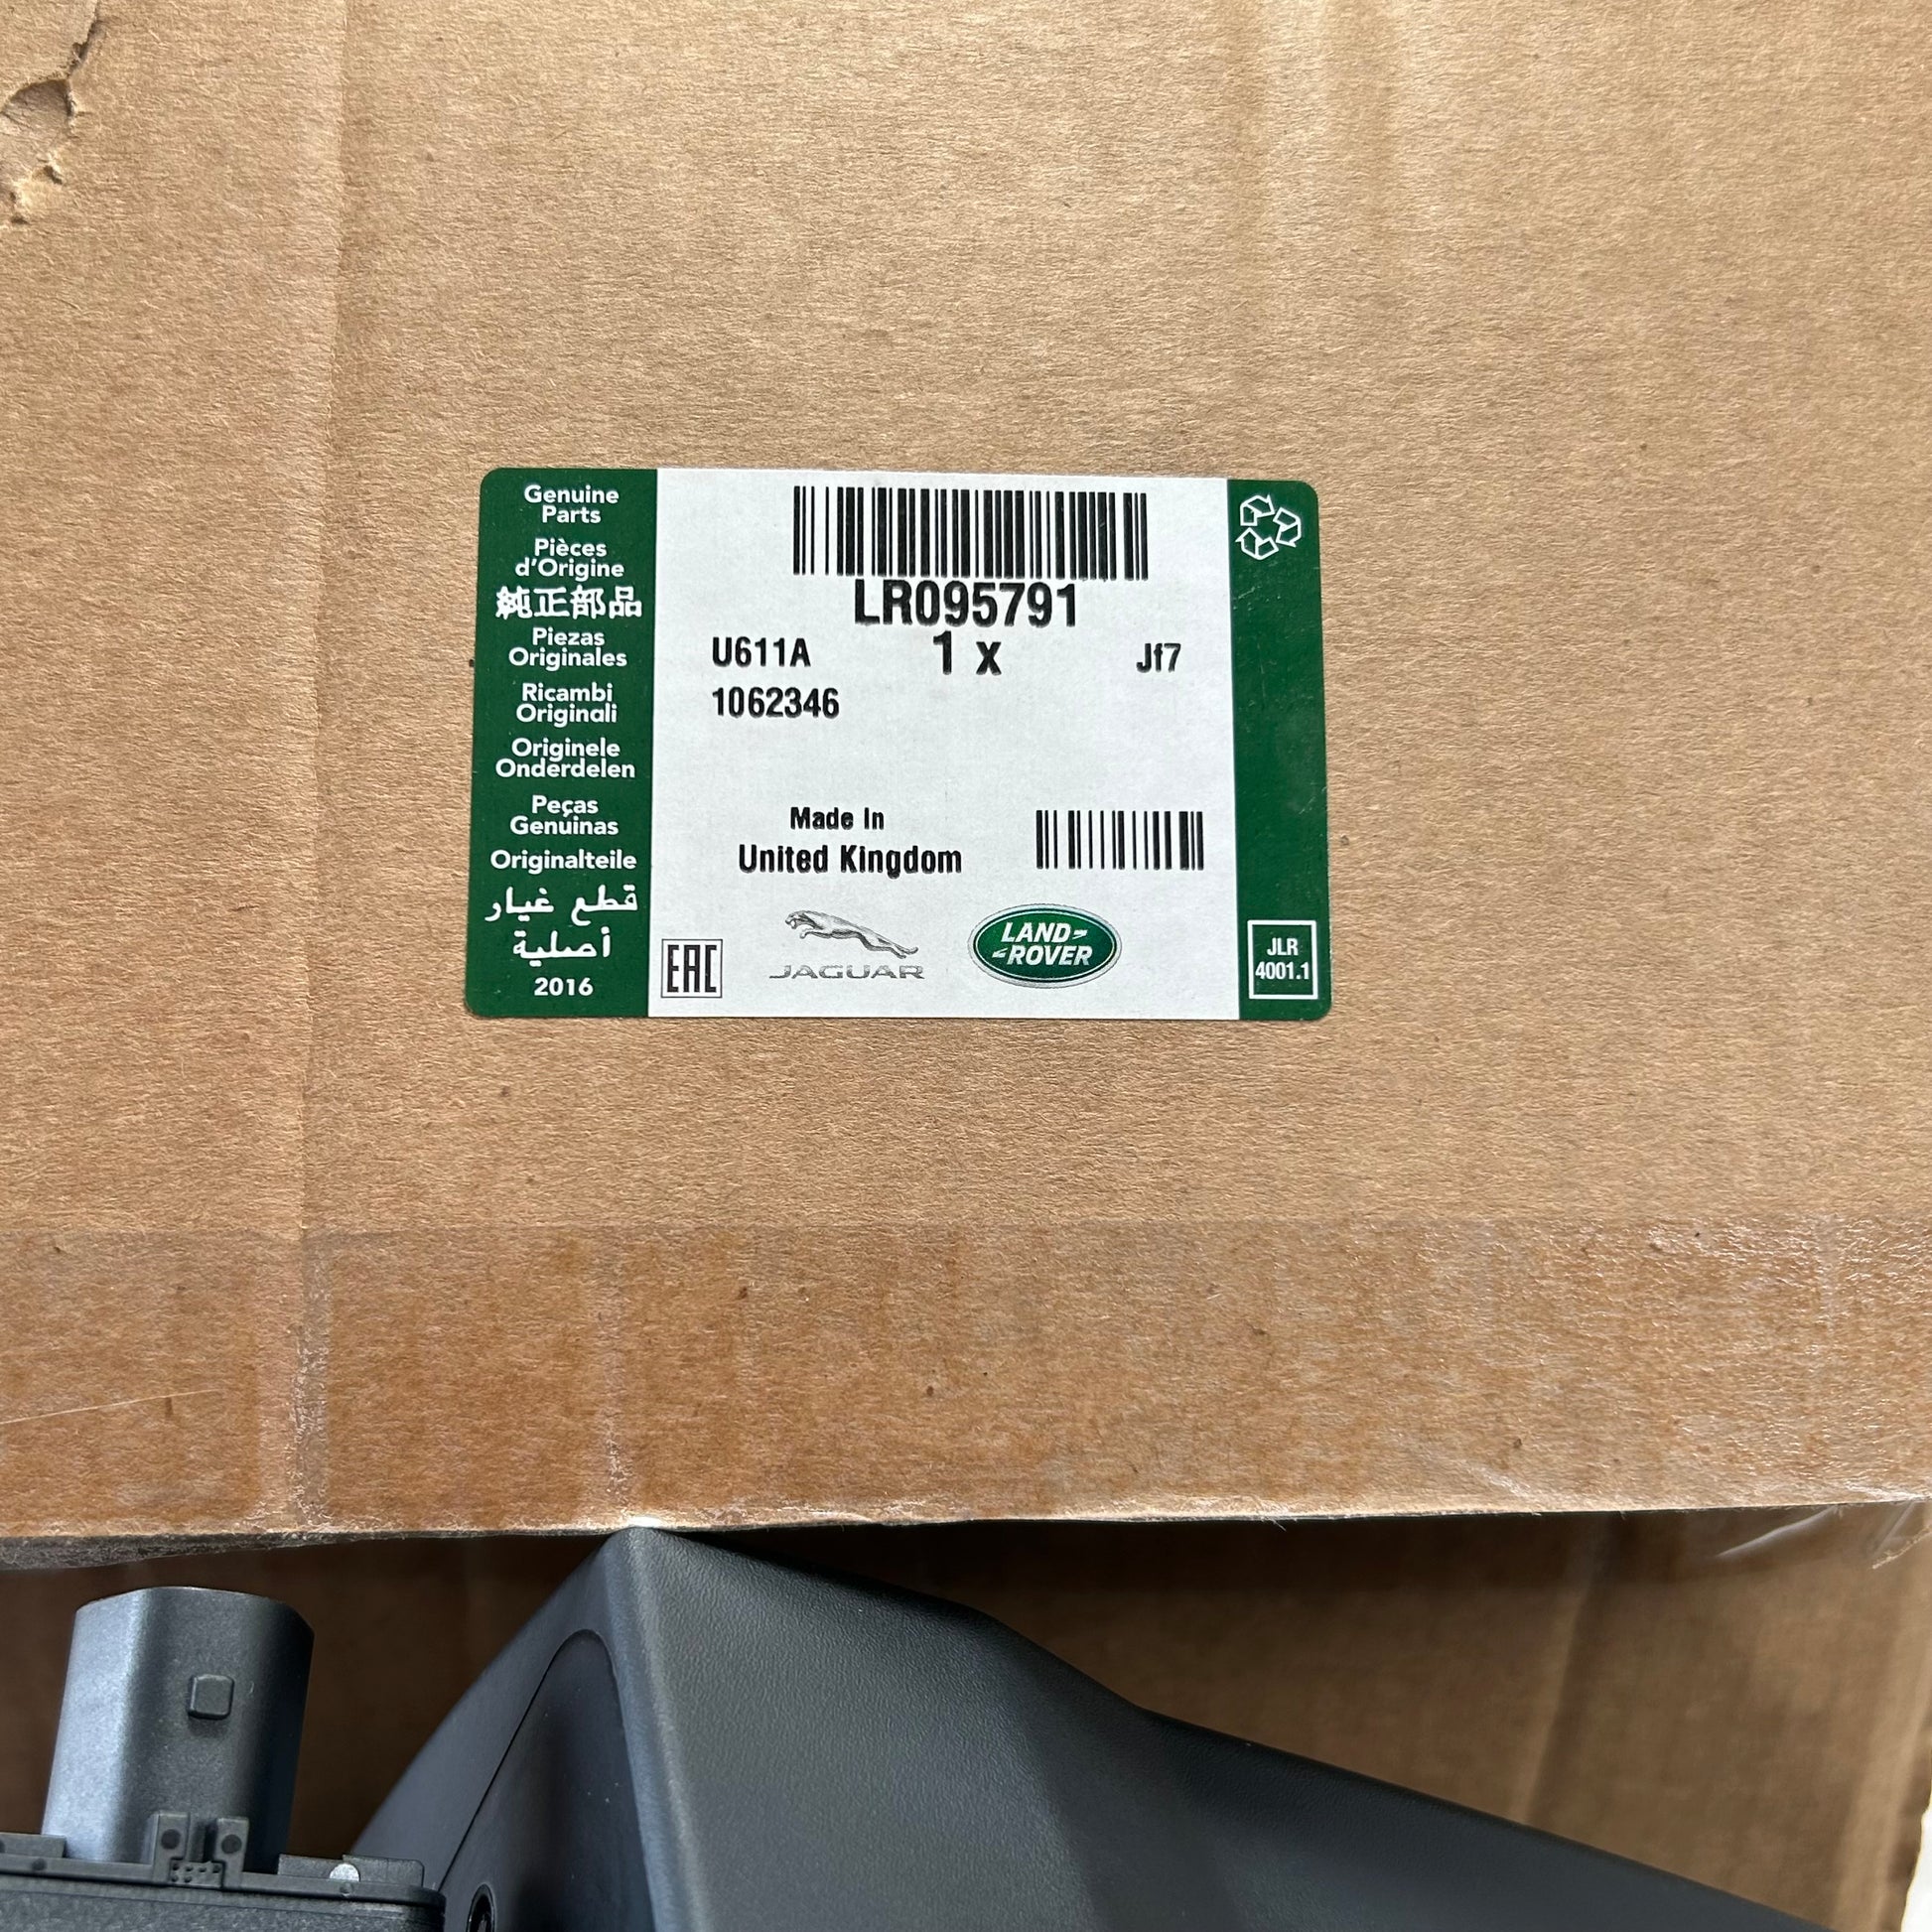 Genuine
Parts
Pièces
d'Origine
純正部品
Piezas
Originales
Ricambi
Originali
Originele
Onderdelen
Peças
Genuinas
Originalteile
قطع غيار
أصلية
2016
LR095791
U611A 1 x Jf7
1062346
Made In
United Kingdom
EAC
JAGUAR
LAND-
-ROVER
JLR
4001.1